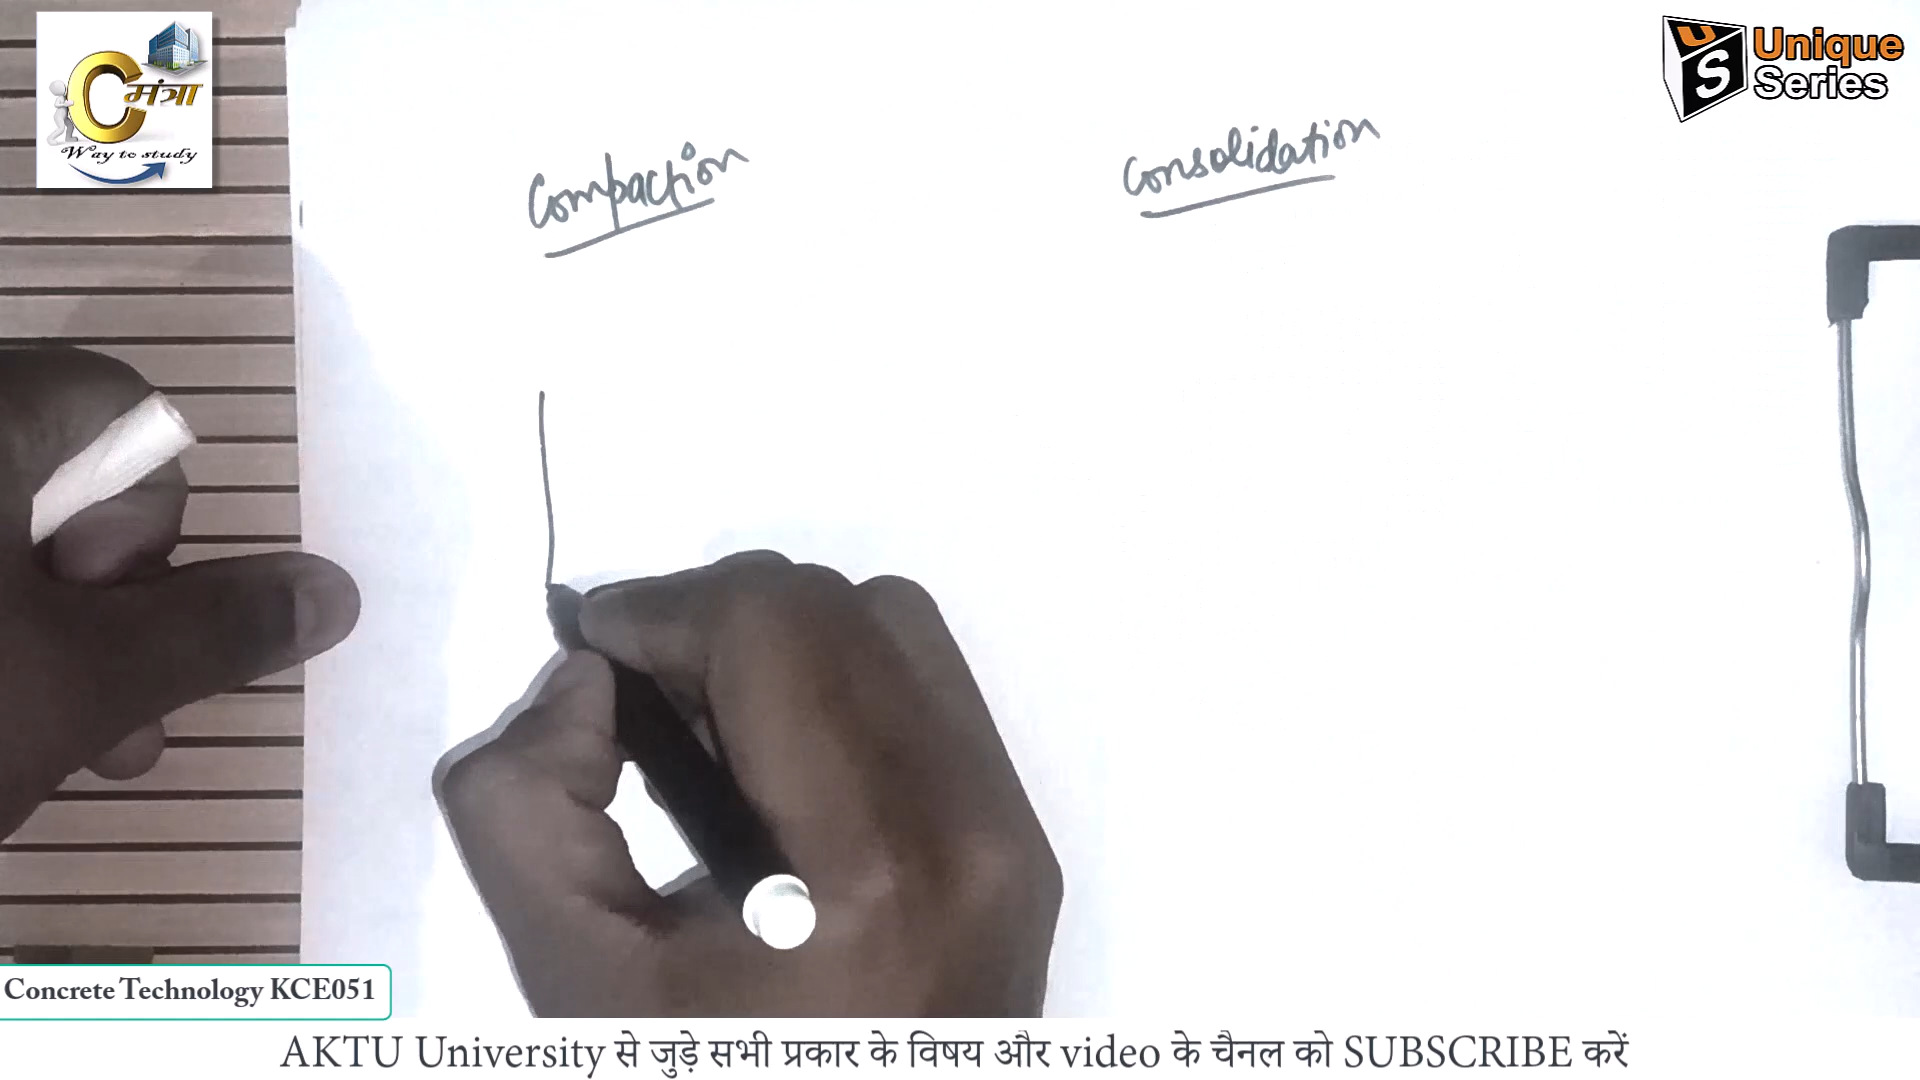 C मंत्रा
Way to study
US Unique
Series
Compaction
Consolidation
Concrete Technology KCE051
AKTU University से जुड़े सभी प्रकार के विषय और video के चैनल को SUBSCRIBE करें